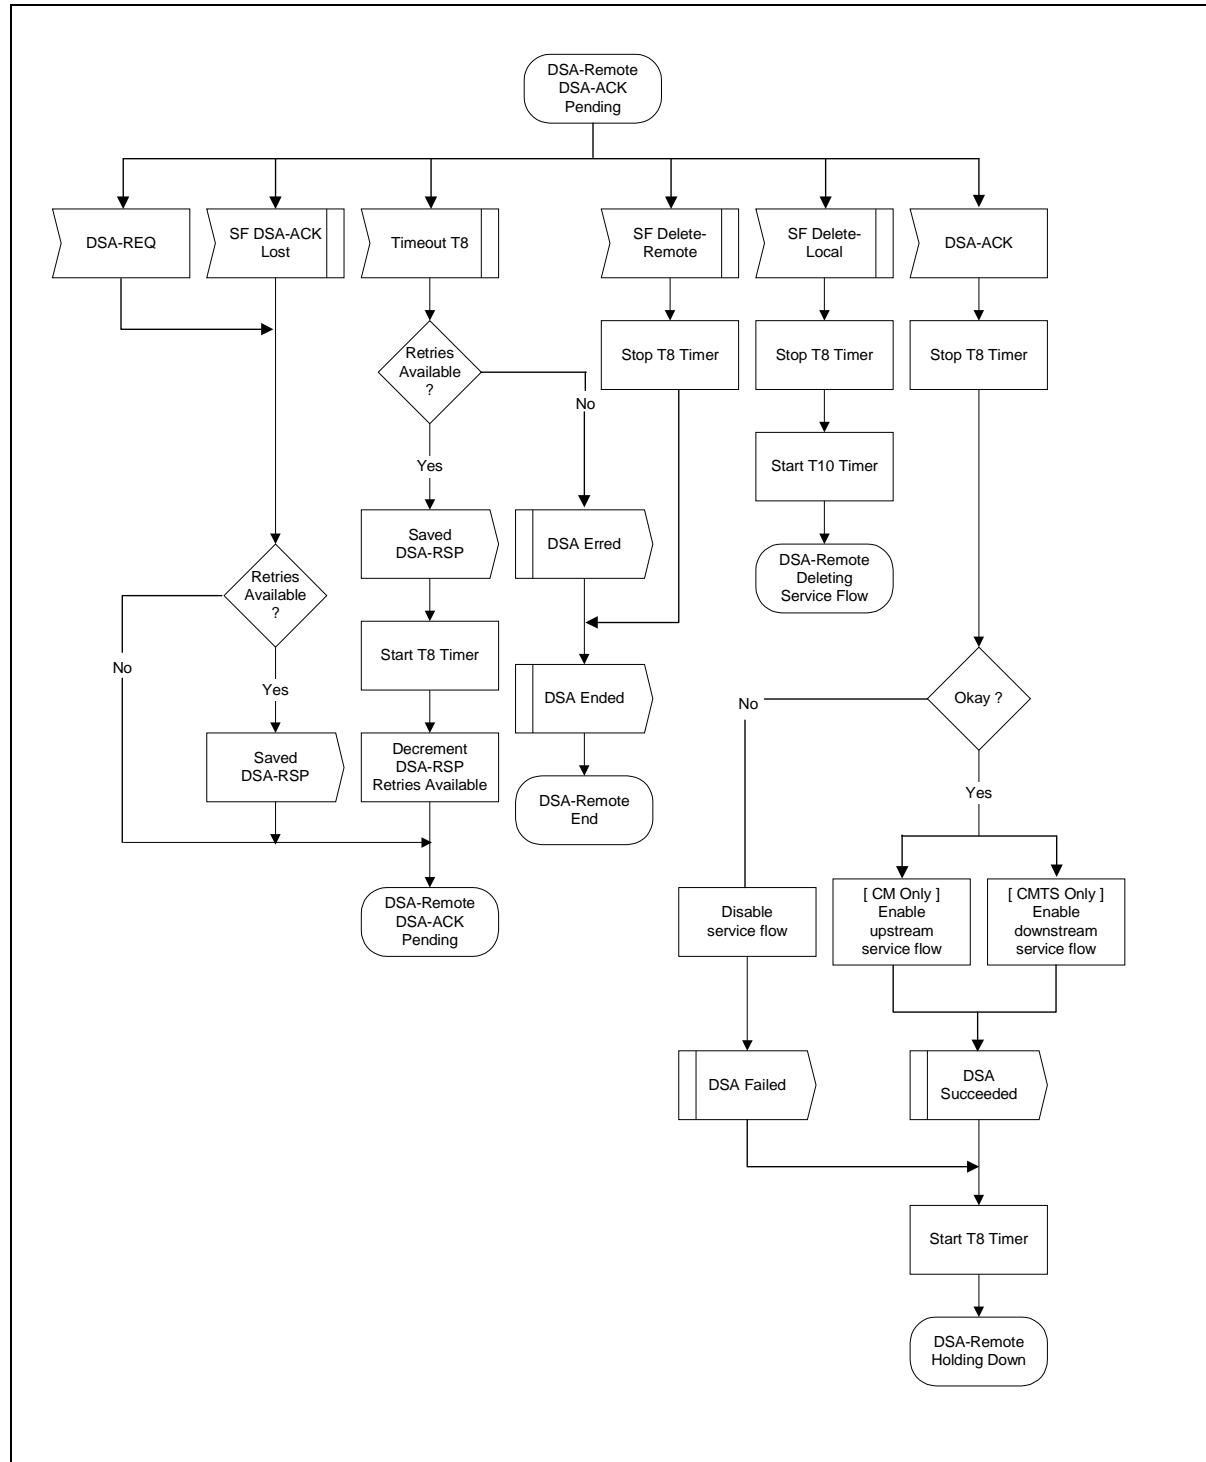 DSA-Remote
DSA-ACK
Pending
DSA-REQ
SF DSA-ACK
Lost
Timeout T8
SF Delete-
Remote
SF Delete-
Local
DSA-ACK
Retries
Available
?
Stop T8 Timer
Stop T8 Timer
Stop T8 Timer
No
Yes
Start T10 Timer
Saved
DSA-RSP
DSA Erred
DSA-Remote
Deleting
Service Flow
Retries
Available
?
Start T8 Timer
No
Yes
DSA Ended
Okay ?
No
Saved
DSA-RSP
Decrement
DSA-RSP
Retries Available
DSA-Remote
End
Yes
DSA-Remote
DSA-ACK
Pending
Disable
service flow
[ CM Only ]
Enable
upstream
service flow
[ CMTS Only ]
Enable
downstream
service flow
DSA Failed
DSA
Succeeded
Start T8 Timer
DSA-Remote
Holding Down